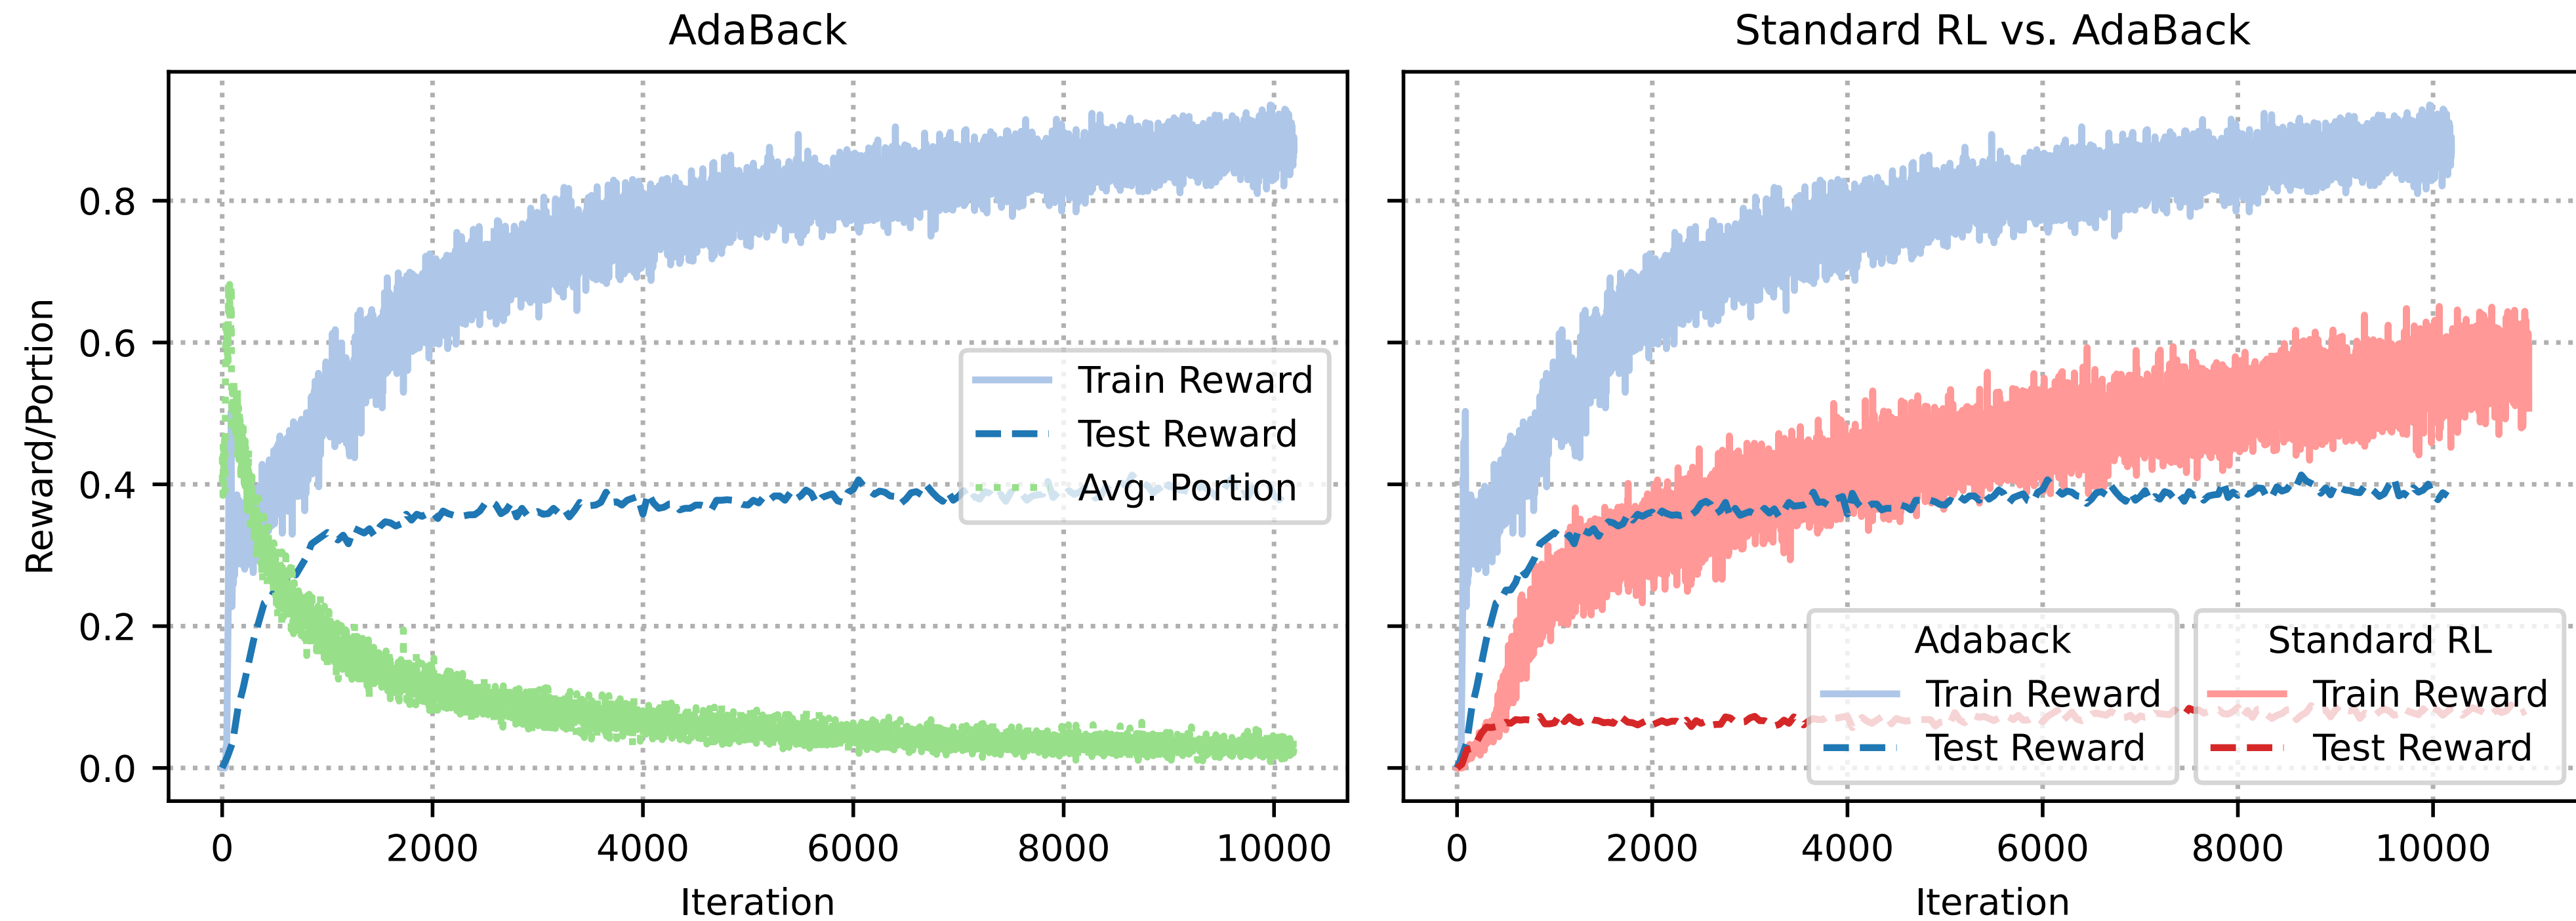 AdaBack
Reward/Portion
0.8
0.6
0.4
0.2
0.0
Train Reward
Test Reward
Avg. Portion
0 2000 4000 6000 8000 10000
Iteration
Standard RL vs. AdaBack
Adaback
Train Reward
Test Reward
Standard RL
Train Reward
Test Reward
0 2000 4000 6000 8000 10000
Iteration